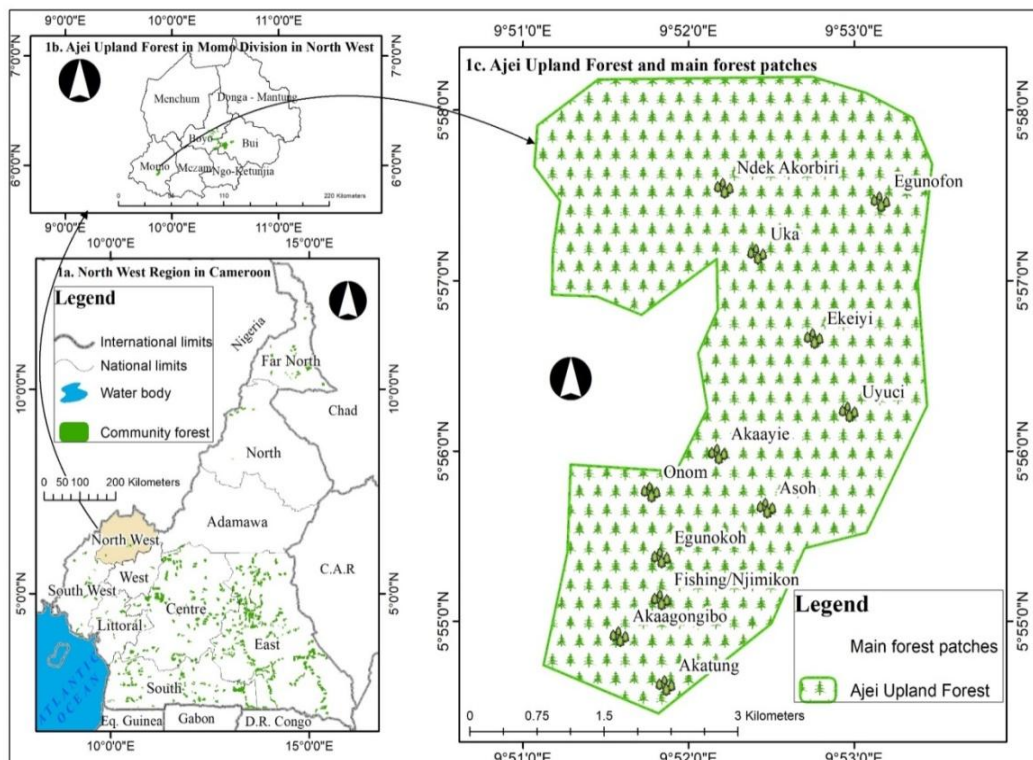 9°0'0"E 10°0'0"E 11°0'0"E
1b. Ajei Upland Forest in Momo Division in North West
7°0'0"N
6°0'0"N
Menchum
Donga - Mantung
Boyo
Bui
Momo
Mezam
Ngo-Ketunjia
0 110 220 Kilometers
9°0'0"E 10°0'0"E 11°0'0"E
10°0'0"E 15°0'0"E
1a. North West Region in Cameroon
Legend
International limits
National limits
Water body
Community forest
0 50 100 200 Kilometers
10°0'0"N
5°0'0"N
10°0'0"N
5°0'0"N
Nigeria
Far North
Chad
North
Adamawa
North West
C.A.R
West
South West
Centre
Littoral
East
South
ATLANTIC
OCEAN
Eq. Guinea
Gabon
D.R. Congo
10°0'0"E 15°0'0"E
9°51'0"E 9°52'0"E 9°53'0"E
1c. Ajei Upland Forest and main forest patches
5°58'0"N
5°57'0"N
5°56'0"N
5°55'0"N
5°58'0"N
5°57'0"N
5°56'0"N
5°55'0"N
Ndek Akorbiri
Egunofon
Uka
Ekeiyi
Uyuci
Akaayie
Onom
Asoh
Egunokoh
Fishing/Njimikon
Akaagongibo
Akatung
Legend
Main forest patches
Ajei Upland Forest
0 0.75 1.5 3 Kilometers
9°51'0"E 9°52'0"E 9°53'0"E